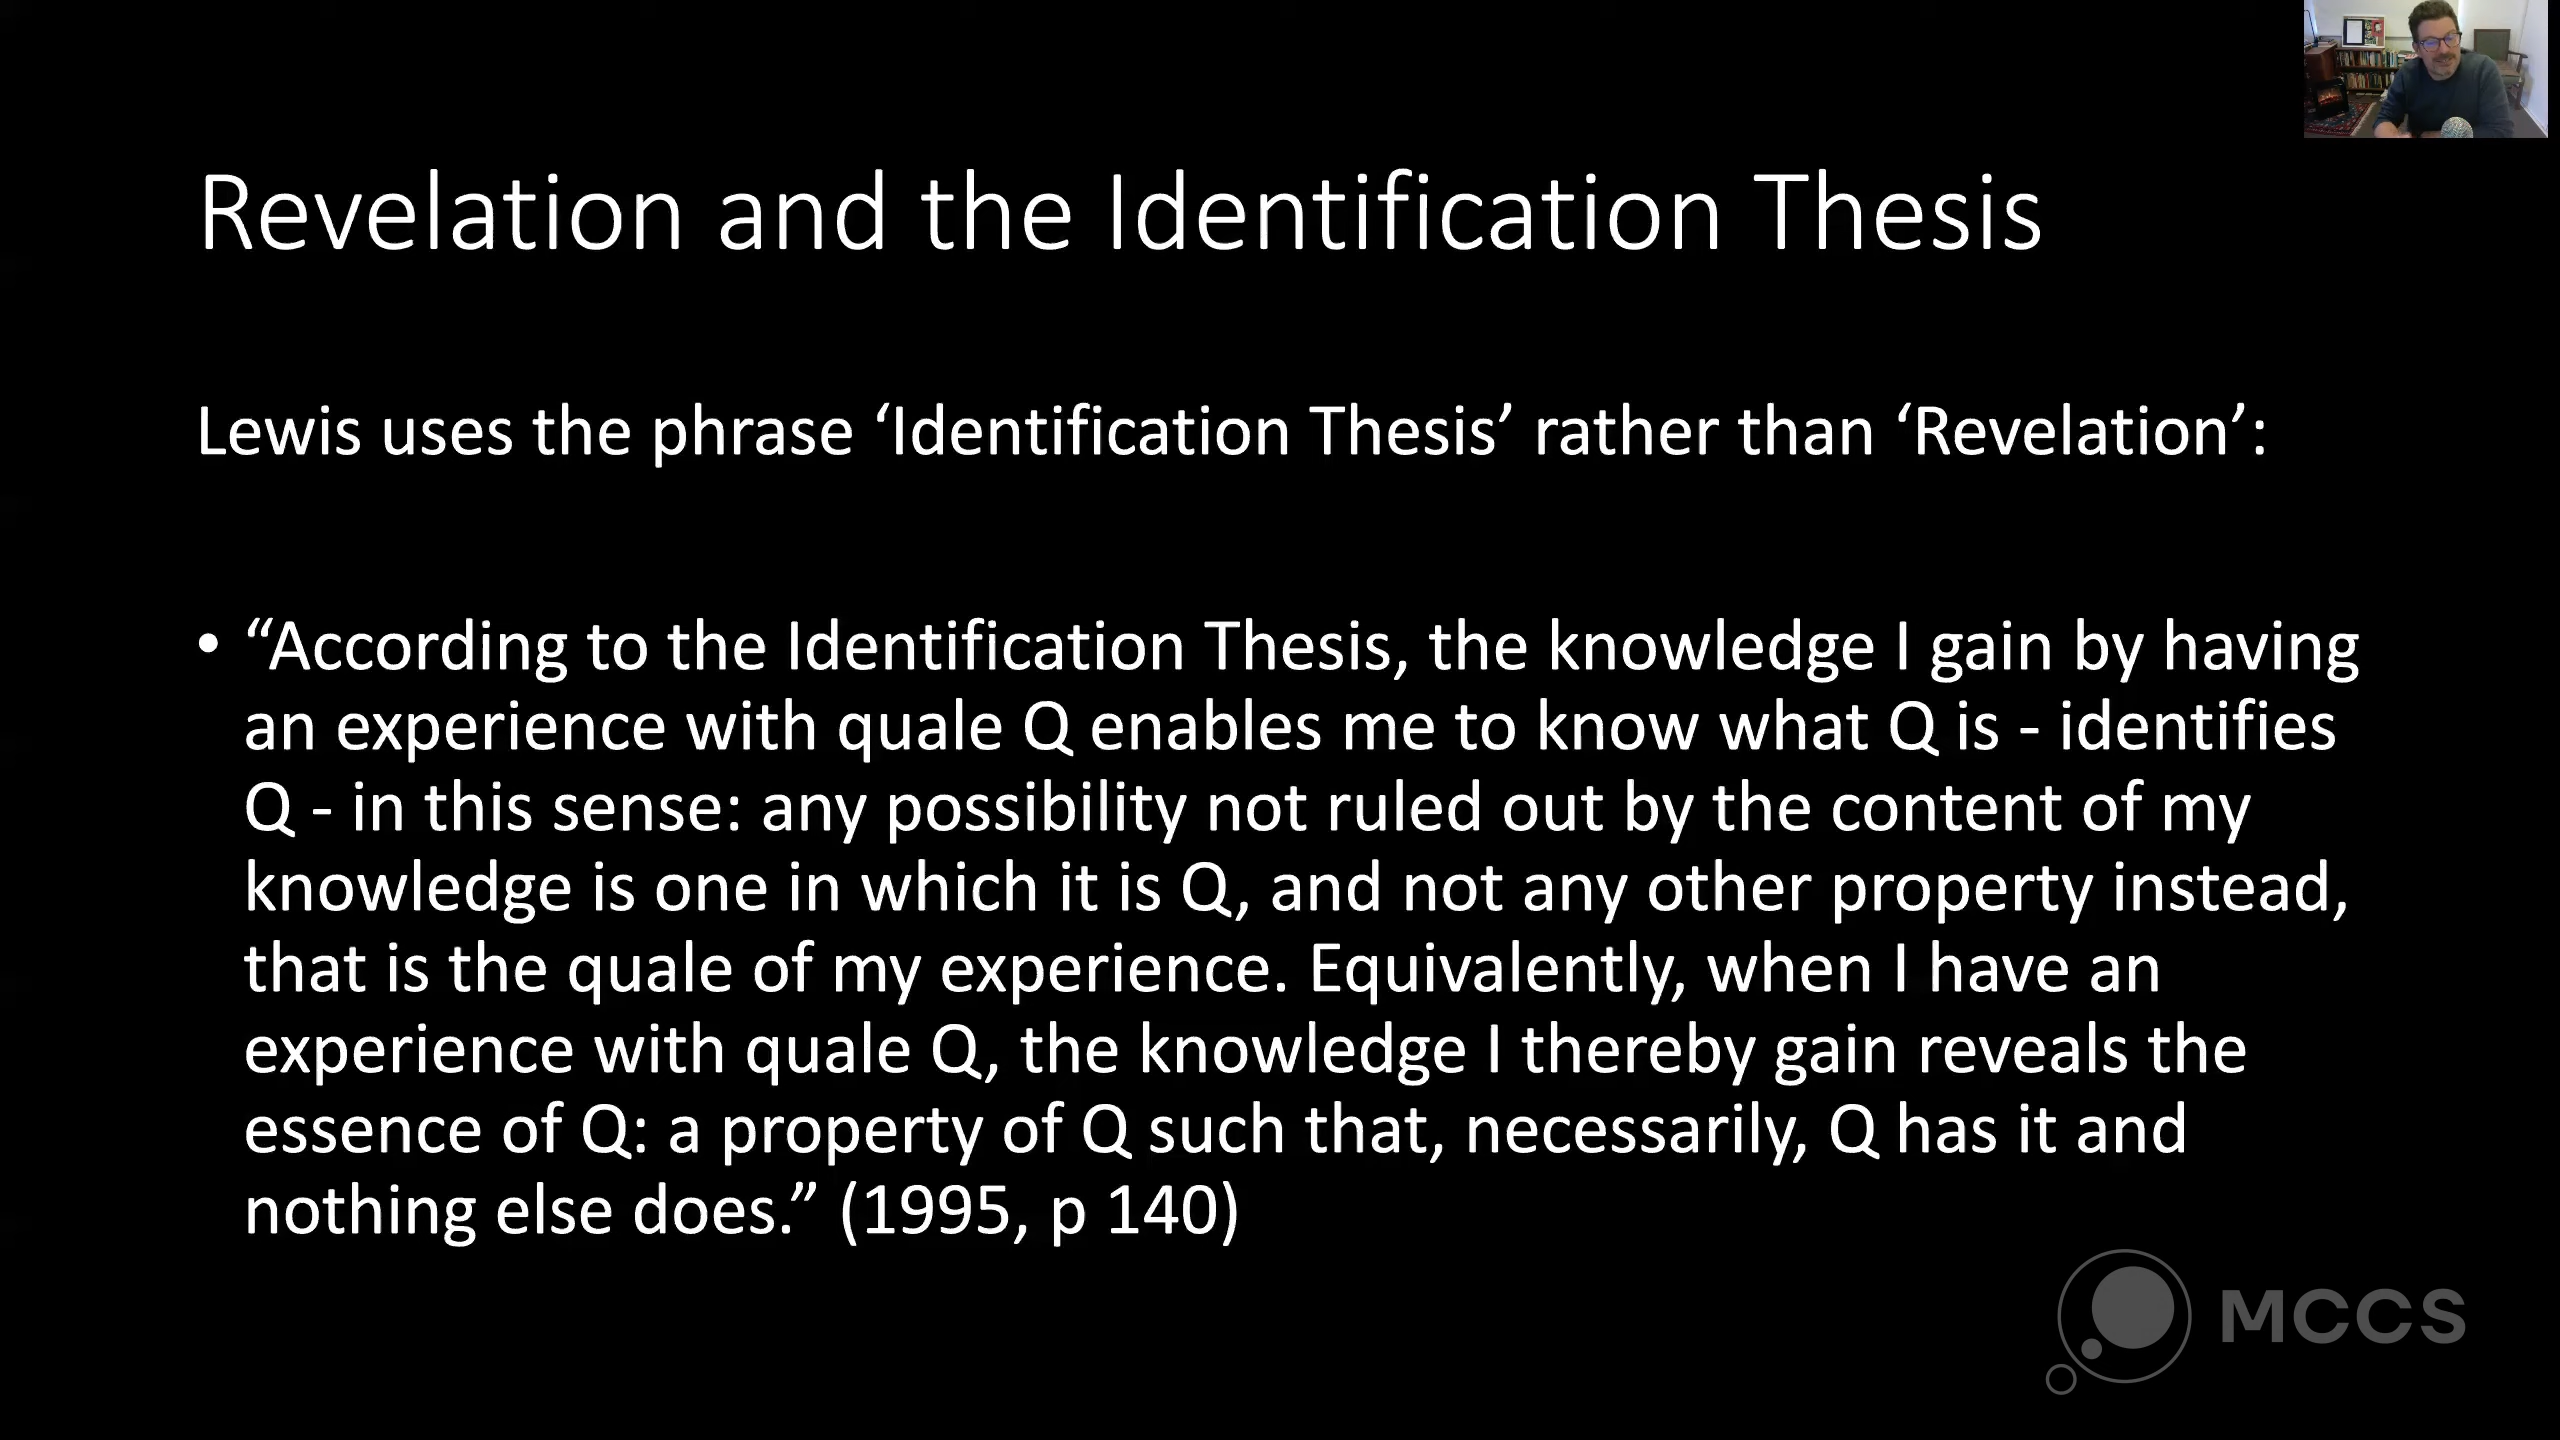 Revelation and the Identification Thesis
Lewis uses the phrase ‘Identification Thesis’ rather than ‘Revelation’:
• “According to the Identification Thesis, the knowledge I gain by having
an experience with quale Q enables me to know what Q is - identifies
Q - in this sense: any possibility not ruled out by the content of my
knowledge is one in which it is Q, and not any other property instead,
that is the quale of my experience. Equivalently, when I have an
experience with quale Q, the knowledge I thereby gain reveals the
essence of Q: a property of Q such that, necessarily, Q has it and
nothing else does.” (1995, p 140)
MCCS